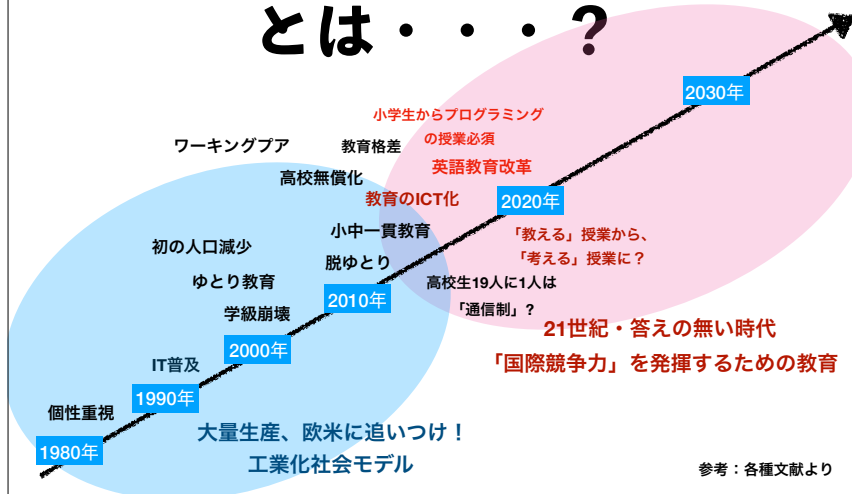 とは・・・?
2030年
小学生からプログラミング
の授業必須
ワーキングプア
教育格差
英語教育改革
高校無償化
教育のICT化
2020年
小中一貫教育
「教える」授業から、
「考える」授業に?
初の人口減少
脱ゆとり
ゆとり教育
高校生19人に1人は
「通信制」?
2010年
学級崩壊
21世紀・答えの無い時代
「国際競争力」を発揮するための教育
2000年
IT普及
1990年
個性重視
大量生産、欧米に追いつけ!
工業化社会モデル
1980年
参考:各種文献より